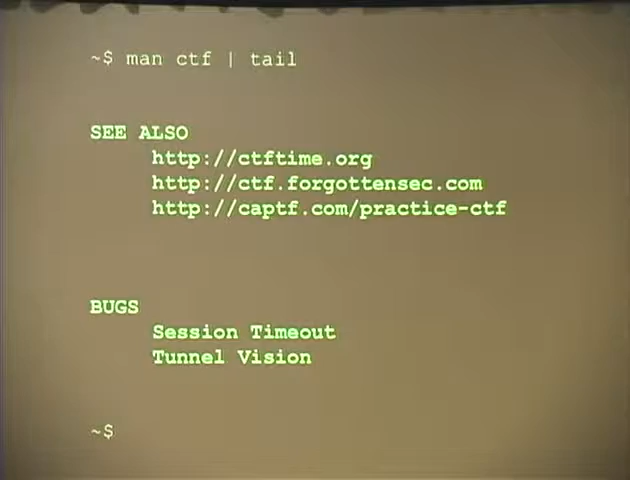 ~$ man ctf | tail
SEE ALSO
http://ctftime.org
http://ctf.forgottensec.com
http://captf.com/practice-ctf
BUGS
Session Timeout
Tunnel Vision
~$